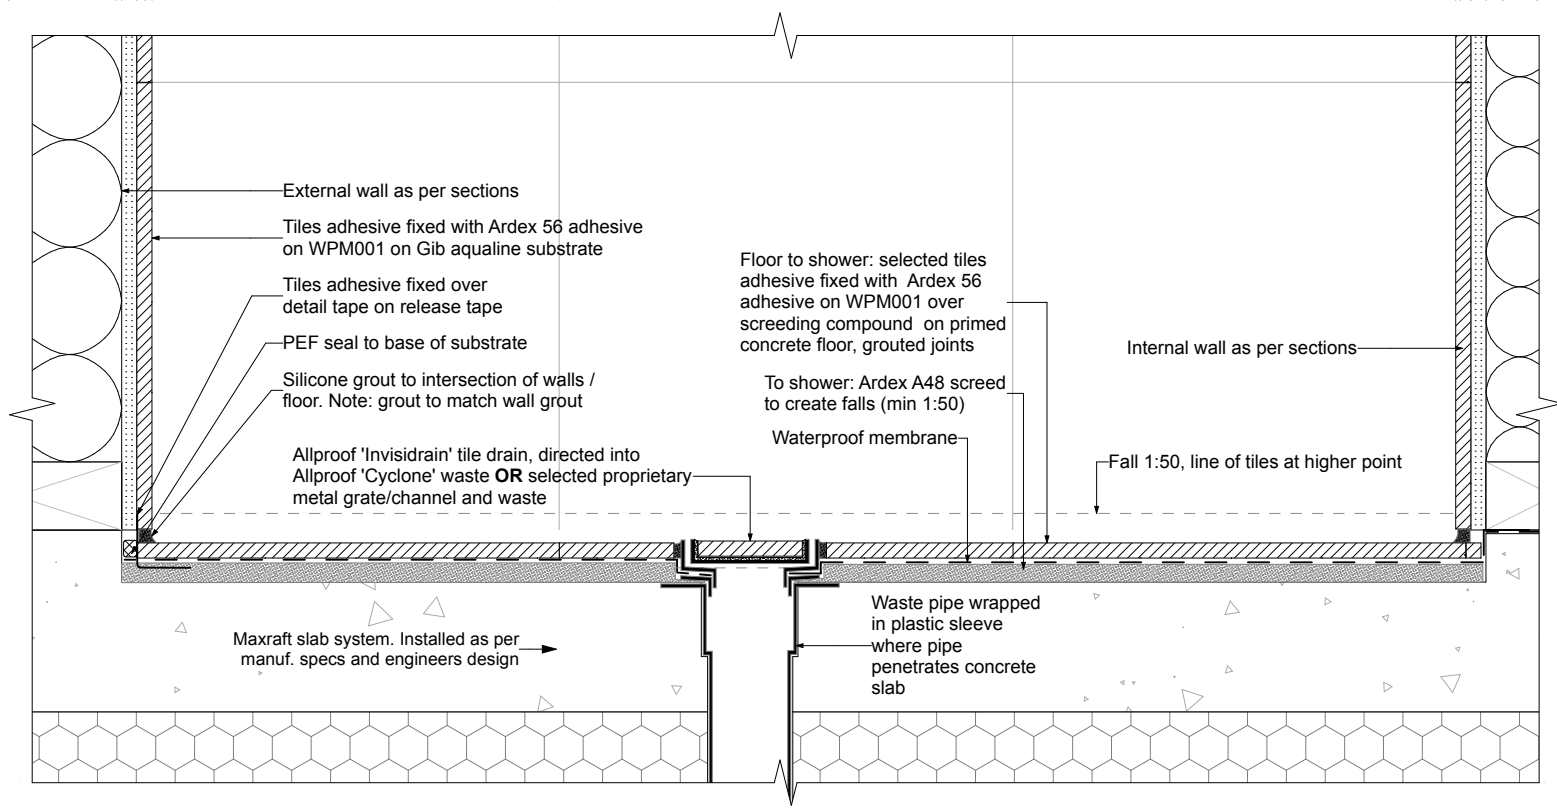 External wall as per sections
Tiles adhesive fixed with Ardex 56 adhesive
on WPM001 on Gib aqualine substrate
Tiles adhesive fixed over
detail tape on release tape
PEF seal to base of substrate
Silicone grout to intersection of walls /
floor. Note: grout to match wall grout
Allproof 'Invisidrain' tile drain, directed into
Allproof 'Cyclone' waste OR selected proprietary
metal grate/channel and waste
Floor to shower: selected tiles
adhesive fixed with Ardex 56
adhesive on WPM001 over
screeding compound on primed
concrete floor, grouted joints
To shower: Ardex A48 screed
to create falls (min 1:50)
Waterproof membrane
Internal wall as per sections
Fall 1:50, line of tiles at higher point
Maxraft slab system. Installed as per
manuf. specs and engineers design
Waste pipe wrapped
in plastic sleeve
where pipe
penetrates concrete
slab